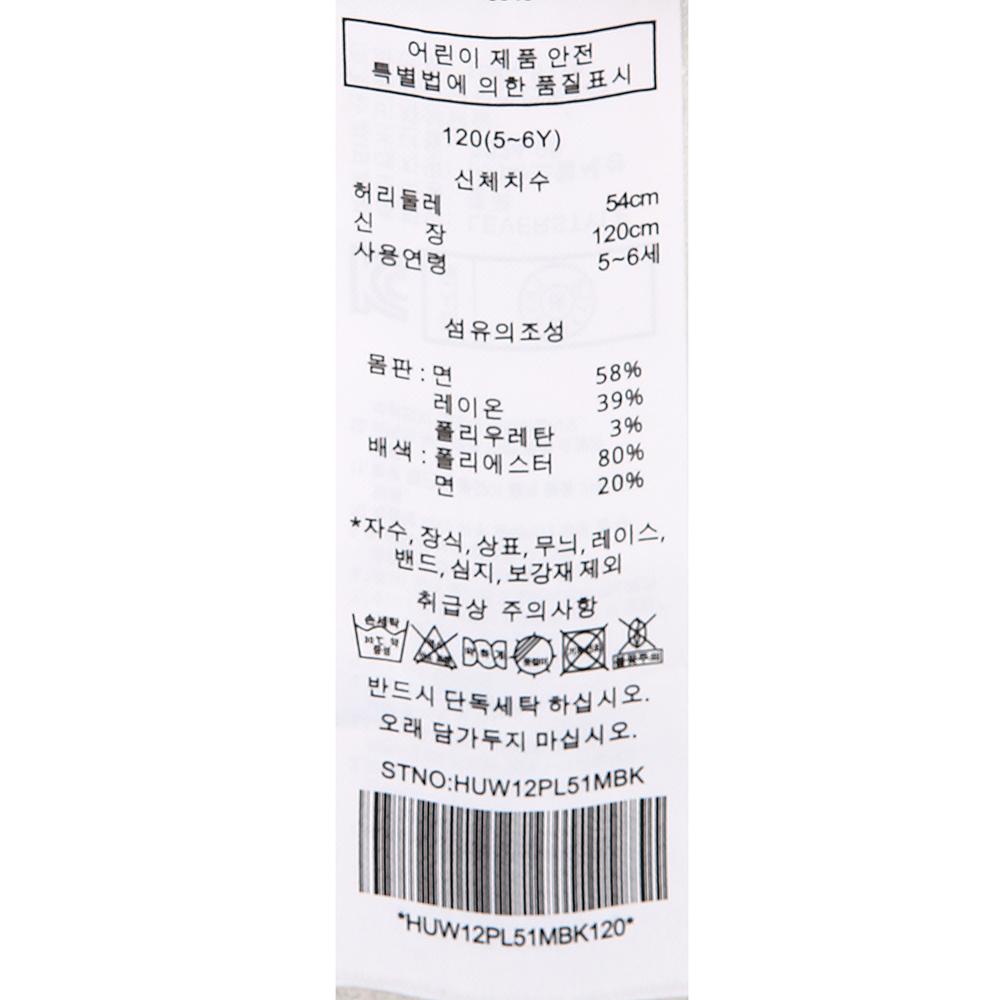 어린이 제품 안전
특별법에 의한 품질표시
120(5~6Y)
신체치수
허리둘레 54cm
신 장 120cm
사용연령 5~6세
섬유의조성
몸판 : 면 58%
레이온 39%
폴리우레탄 3%
배색 : 폴리에스터 80%
면 20%
*자수, 장식, 상표, 무늬, 레이스,
밴드, 심지, 보강재 제외
취급상 주의사항
손세탁
약하게
반드시 단독세탁 하십시오.
오래 담가두지 마십시오.
STNO:HUW12PL51MBK
*HUW12PL51MBK120*